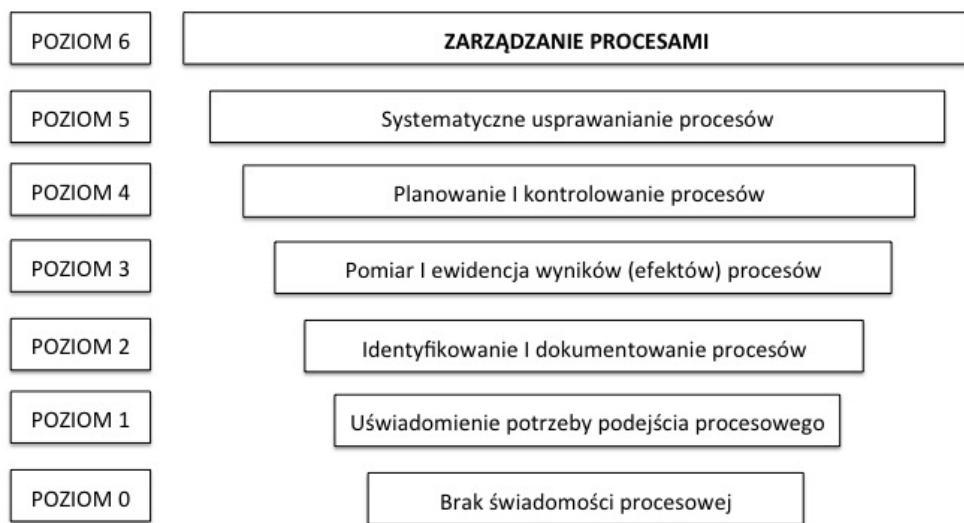 POZIOM 6 ZARZĄDZANIE PROCESAMI
POZIOM 5 Systematyczne usprawanianie procesów
POZIOM 4 Planowanie I kontrolowanie procesów
POZIOM 3 Pomiar I ewidencja wyników (efektów) procesów
POZIOM 2 Identyfikowanie I dokumentowanie procesów
POZIOM 1 Uświadomienie potrzeby podejścia procesowego
POZIOM 0 Brak świadomości procesowej